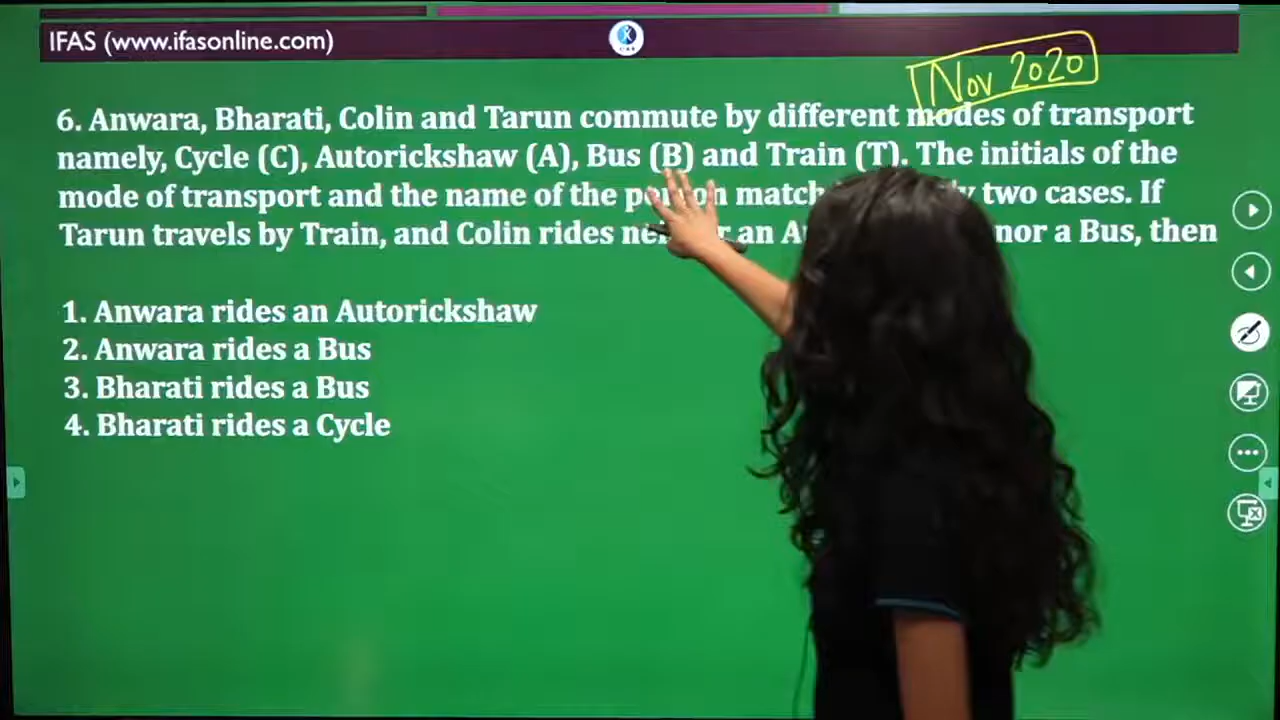 IFAS (www.ifasonline.com)
Nov 2020
6. Anwara, Bharati, Colin and Tarun commute by different modes of transport
namely, Cycle (C), Autorickshaw (A), Bus (B) and Train (T). The initials of the
mode of transport and the name of the person match two cases. If
Tarun travels by Train, and Colin rides neither an nor a Bus, then
1. Anwara rides an Autorickshaw
2. Anwara rides a Bus
3. Bharati rides a Bus
4. Bharati rides a Cycle